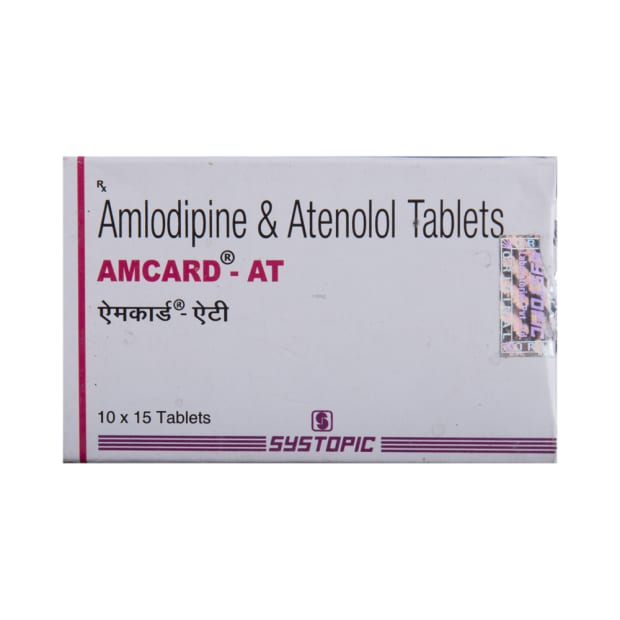 Rx
Amlodipine & Atenolol Tablets
AMCARD® - AT
ऐमकार्ड®- ऐटी
10 x 15 Tablets
SYSTOPIC